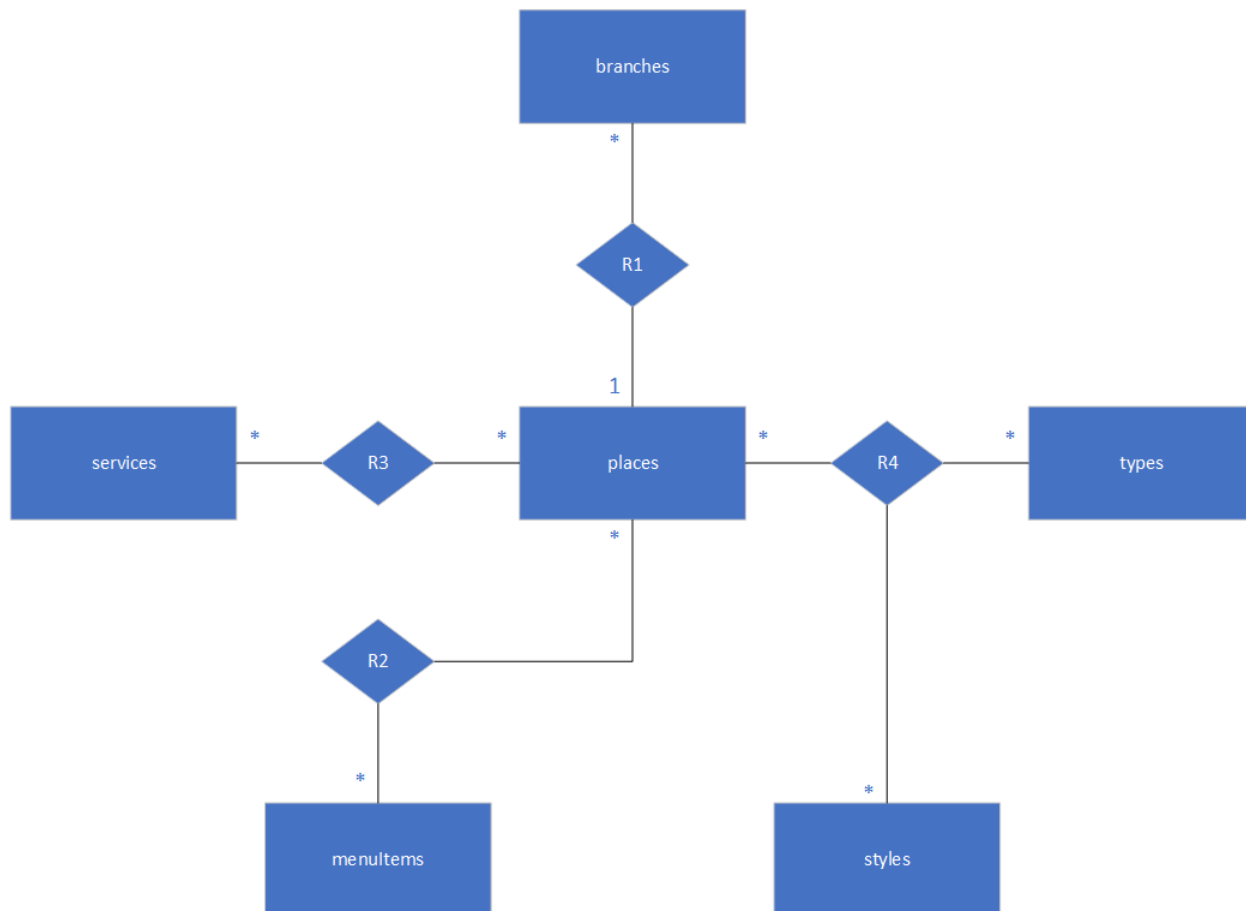 branches
*
R1
1
services
*
R3
*
places
*
R4
*
types
*
R2
*
menuItems
*
styles